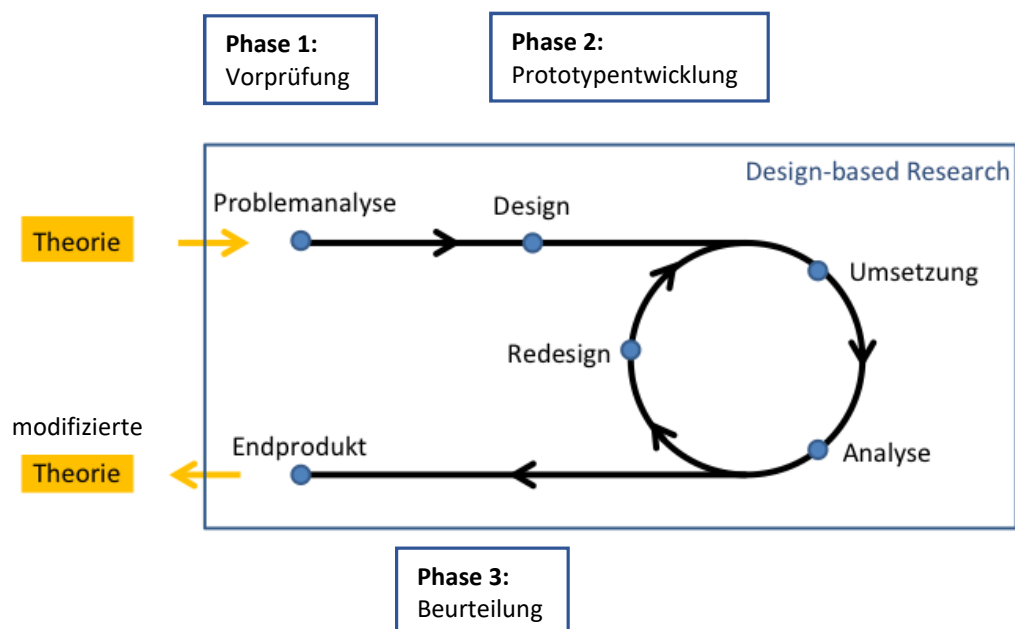 Phase 1:
Vorprüfung
Phase 2:
Prototypentwicklung
Design-based Research
Problemanalyse
Design
Theorie
Umsetzung
Redesign
modifizierte
Theorie
Endprodukt
Analyse
Phase 3:
Beurteilung